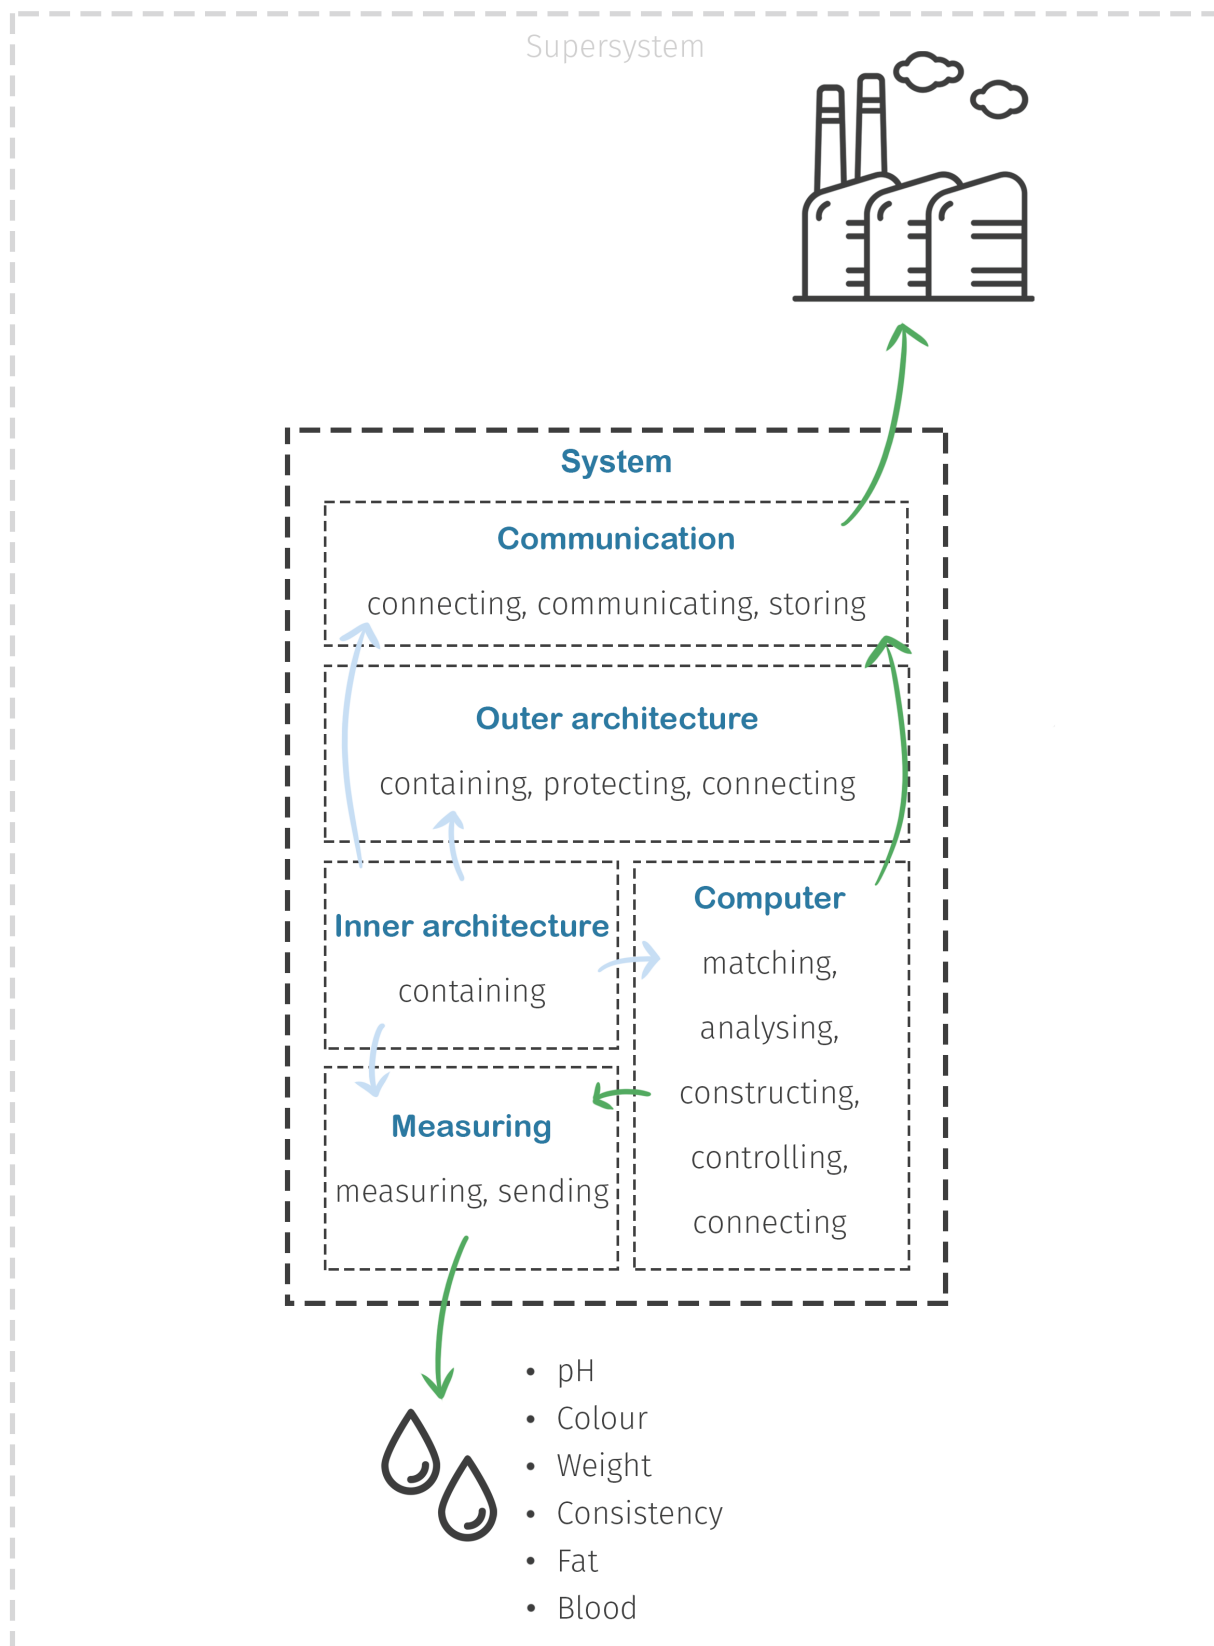 Supersystem
System
Communication
connecting, communicating, storing
Outer architecture
containing, protecting, connecting
Inner architecture
containing
Computer
matching,
analysing,
constructing,
controlling,
connecting
Measuring
measuring, sending
• pH
• Colour
• Weight
• Consistency
• Fat
• Blood